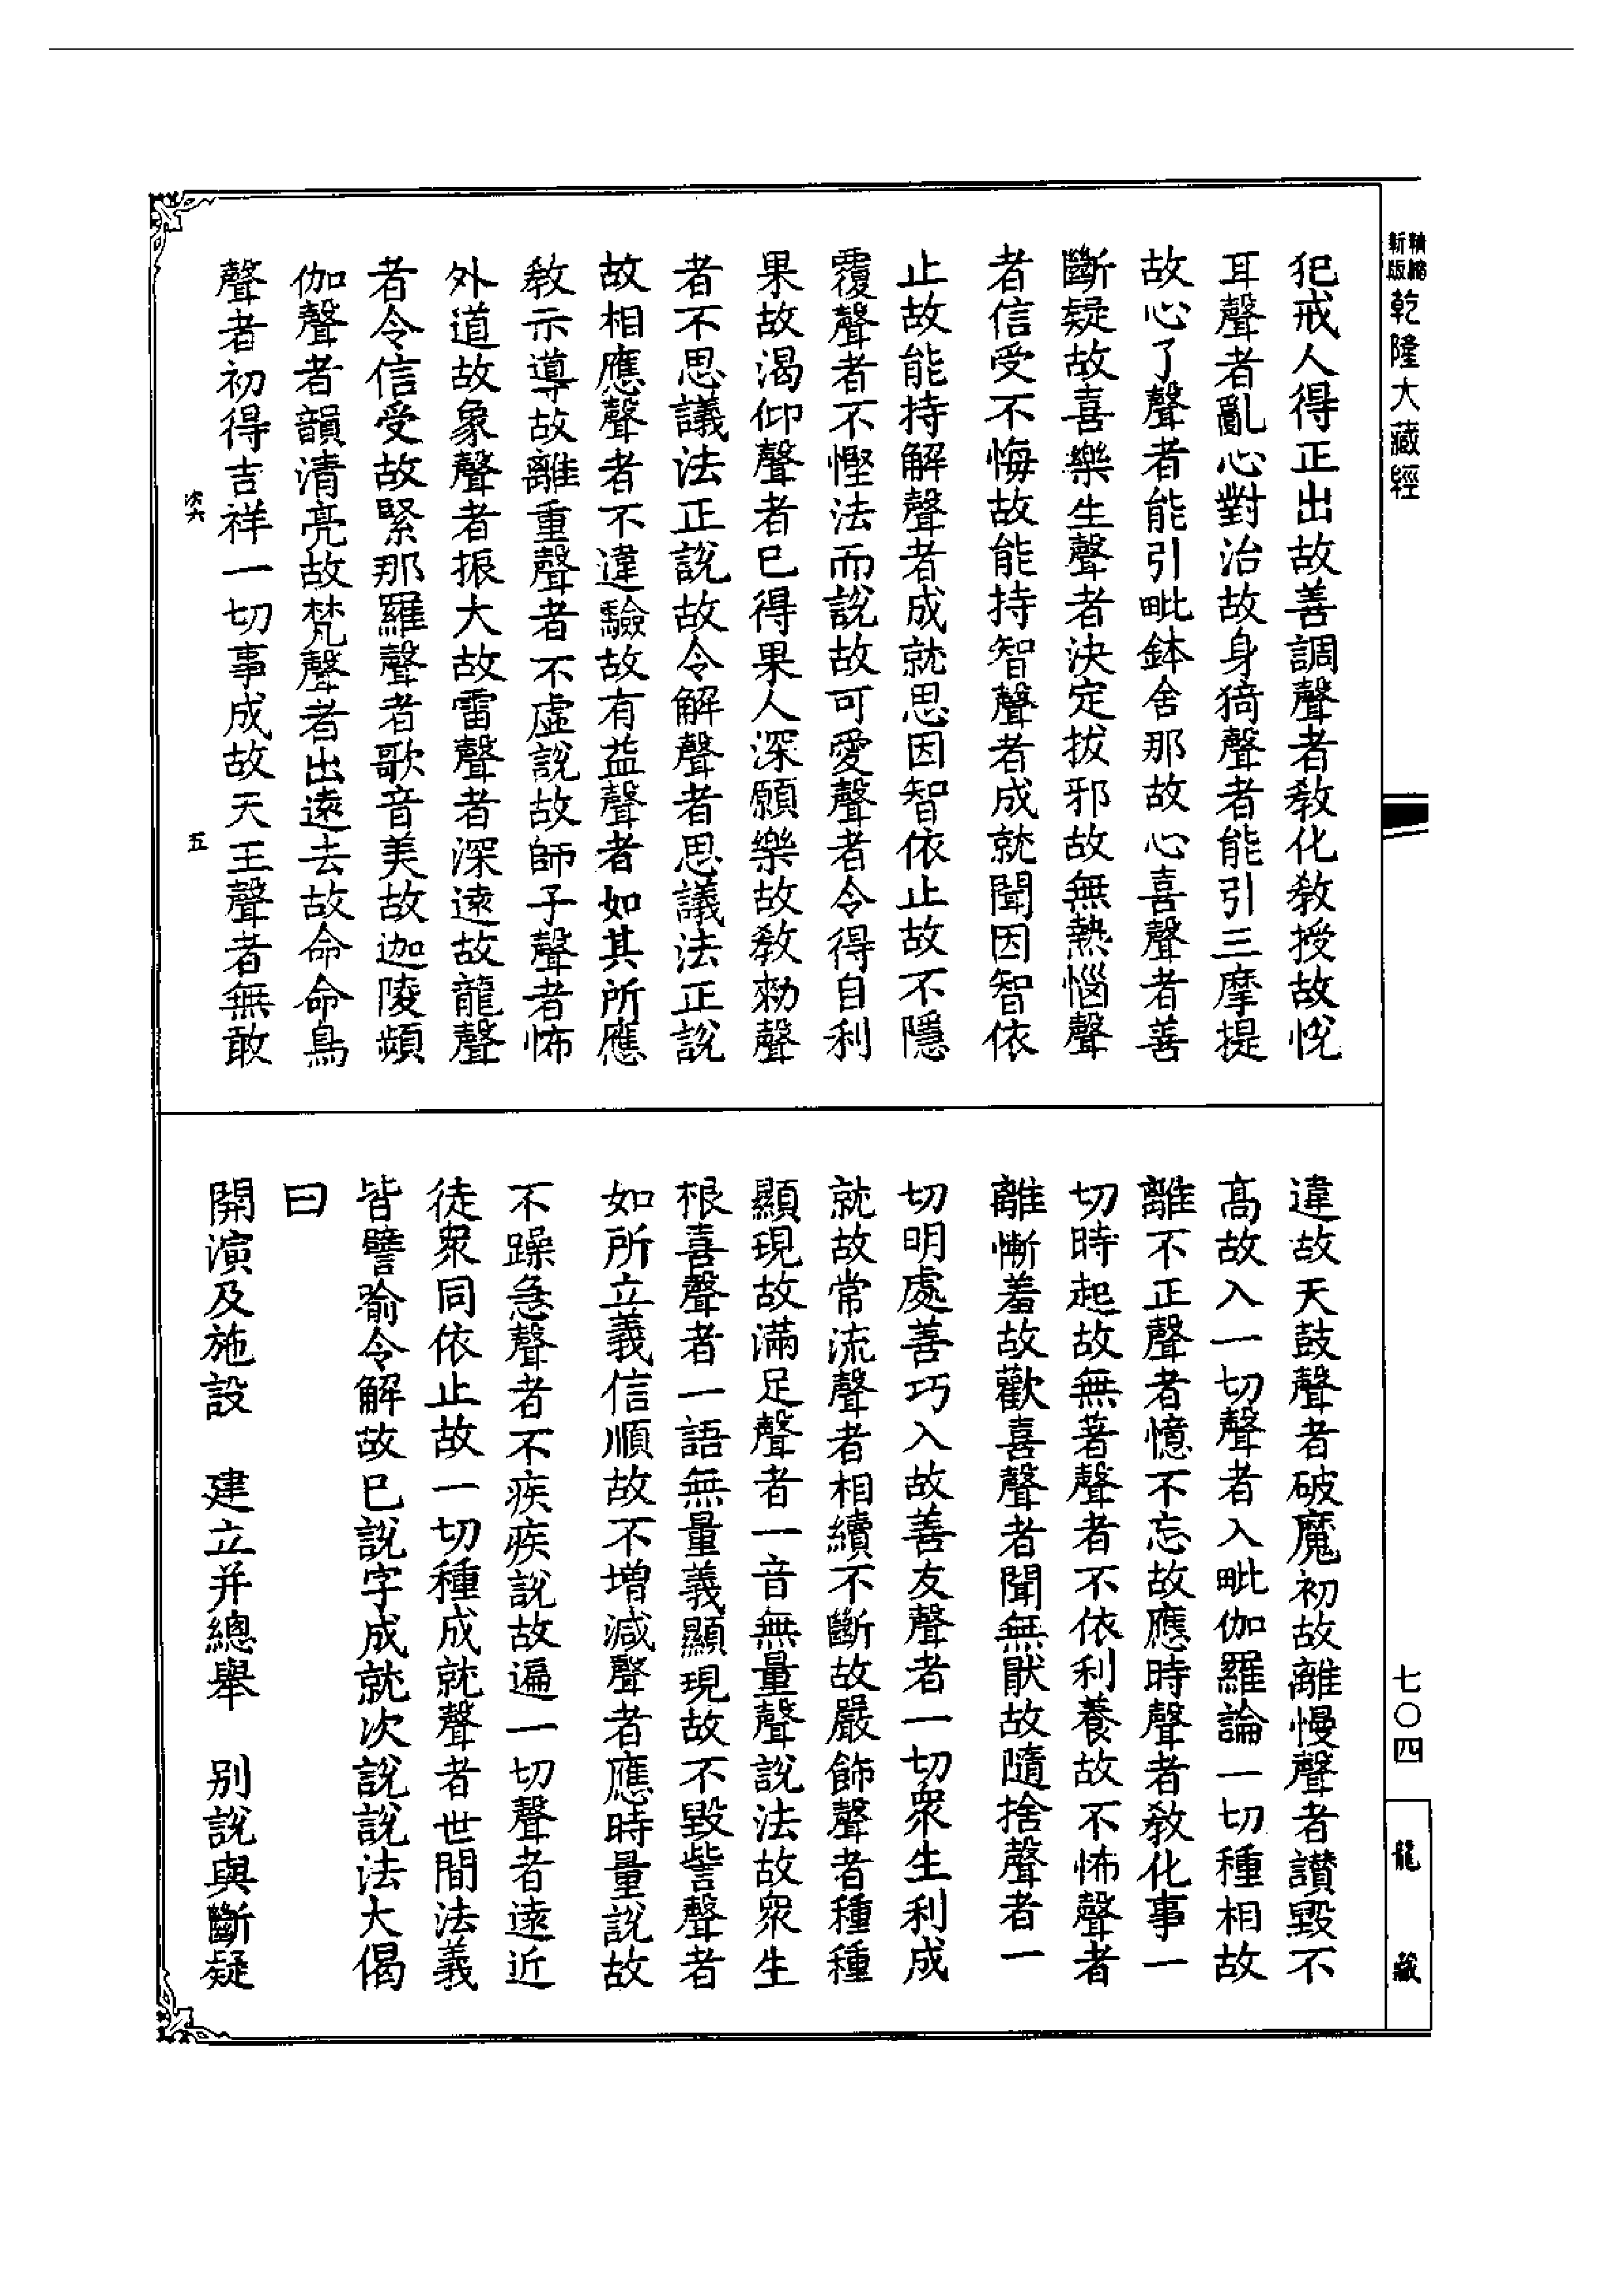 精縮
新版
乾隆大藏經
犯戒人得正出故善調聲者教化教授故悅
耳聲者亂心對治故身猗聲者能引三摩提
故心了聲者能引毗鉢舍那故心喜聲者善
斷疑故喜樂生聲者決定拔邪故無熱惱聲
者信受不悔故能持智聲者成就聞因智依
止故能持解聲者成就思因智依止故不隱
覆聲者不慳法而說故可愛聲者令得自利
果故渴仰聲者已得果人深願樂故教勑聲
者不思議法正說故令解聲者思議法正說
故相應聲者不違驗故有益聲者如其所應
教示導故離重聲者不虛說故師子聲者怖
外道故象聲者振大故雷聲者深遠故龍聲
者令信受故緊那羅聲者歌音美故迦陵頻
伽聲者韻清亮故梵聲者出遠去故命命鳥
聲者初得吉祥一切事成故天王聲者無敢
五
違故天鼓聲者破魔初故離慢聲者讃毀不
高故入一切聲者入毗伽羅論一切種相故
離不正聲者憶不忘故應時聲者教化事一
切時起故無著聲者不依利養故不怖聲者
離慚羞故歡喜聲者聞無猒故隨捨聲者一
切明處善巧入故善友聲者一切衆生利成
就故常流聲者相續不斷故嚴飾聲者種種
顯現故滿足聲者一音無量聲說法故衆生
根喜聲者一語無量義顯現故不毀訾聲者
如所立義信順故不增減聲者應時量說故
不躁急聲者不疾疾說故遍一切聲者遠近
徒衆同依止故一切種成就聲者世間法義
皆譬喻令解故已說字成就次說說法大偈
曰
開演及施設　建立并總舉　別說與斷疑
七〇四
龍藏